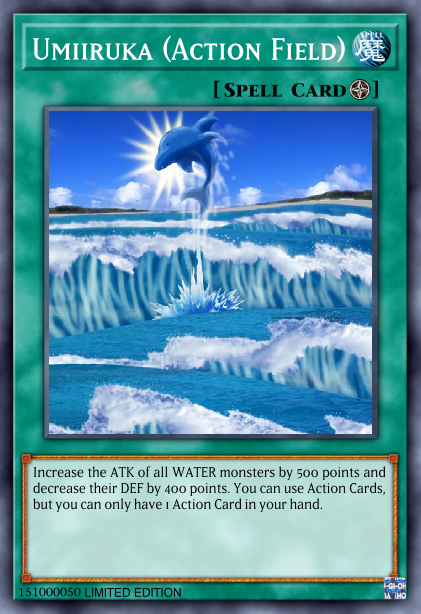 Umiiruka (Action Field)
SPELL
魔
[Spell Card]
Increase the ATK of all WATER monsters by 500 points and
decrease their DEF by 400 points. You can use Action Cards,
but you can only have 1 Action Card in your hand.
151000050 LIMITED EDITION